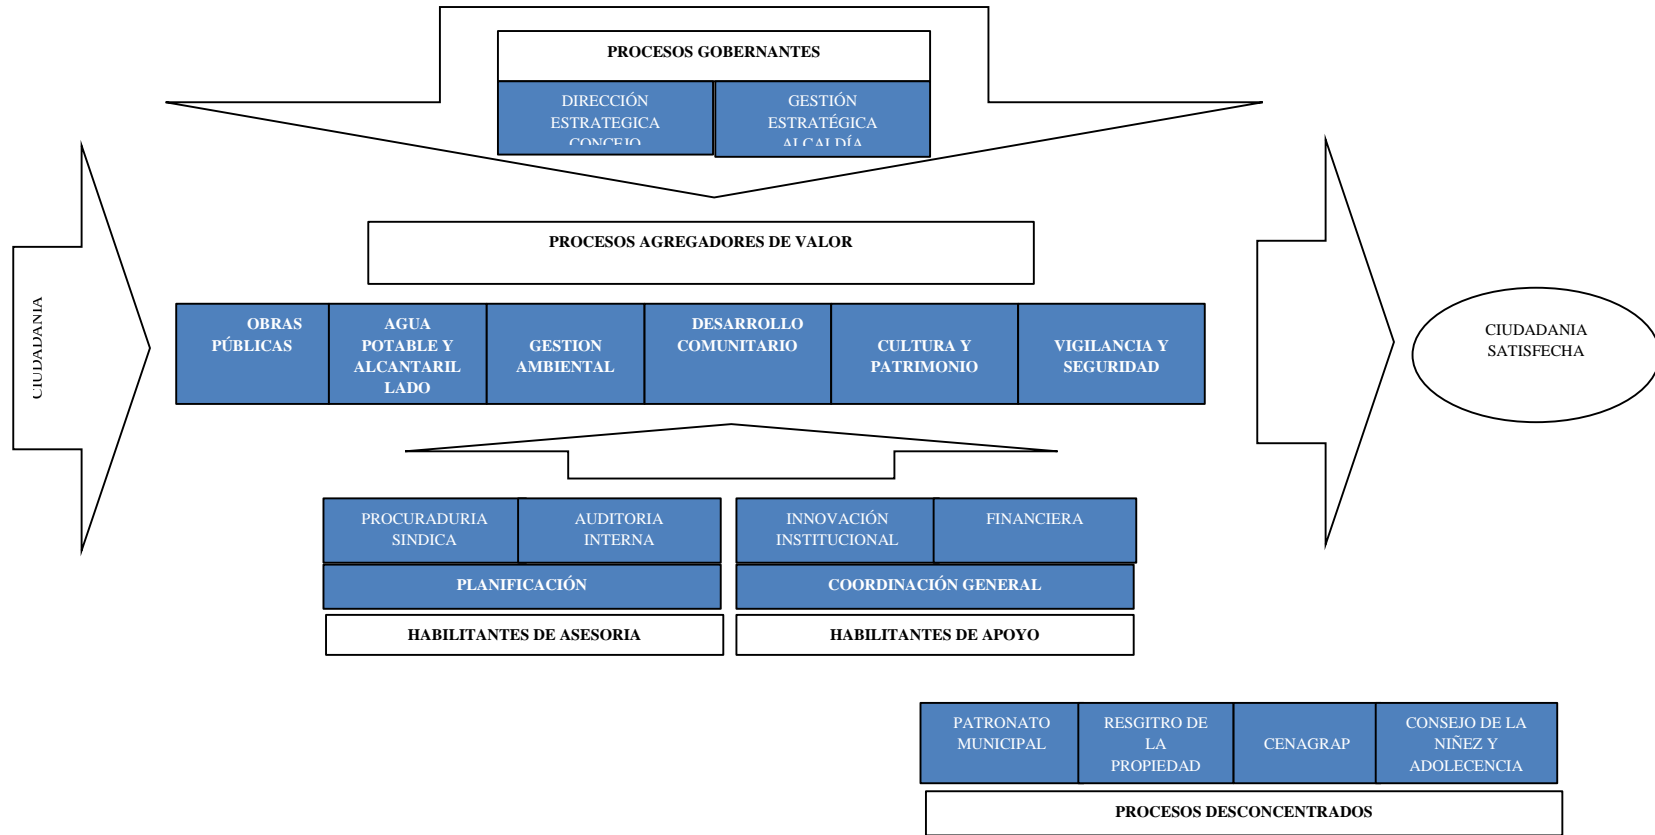 PROCESOS GOBERNANTES
DIRECCIÓN
ESTRATEGICA
CONCEJO
GESTIÓN
ESTRATÉGICA
ALCALDÍA
PROCESOS AGREGADORES DE VALOR
CIUDADANIA
OBRAS
PÚBLICAS
AGUA
POTABLE Y
ALCANTARIL
LADO
GESTION
AMBIENTAL
DESARROLLO
COMUNITARIO
CULTURA Y
PATRIMONIO
VIGILANCIA Y
SEGURIDAD
CIUDADANIA
SATISFECHA
PROCURADURIA
SINDICA
AUDITORIA
INTERNA
INNOVACIÓN
INSTITUCIONAL
FINANCIERA
PLANIFICACIÓN
COORDINACIÓN GENERAL
HABILITANTES DE ASESORIA
HABILITANTES DE APOYO
PATRONATO
MUNICIPAL
RESGITRO DE
LA
PROPIEDAD
CENAGRAP
CONSEJO DE LA
NIÑEZ Y
ADOLECENCIA
PROCESOS DESCONCENTRADOS